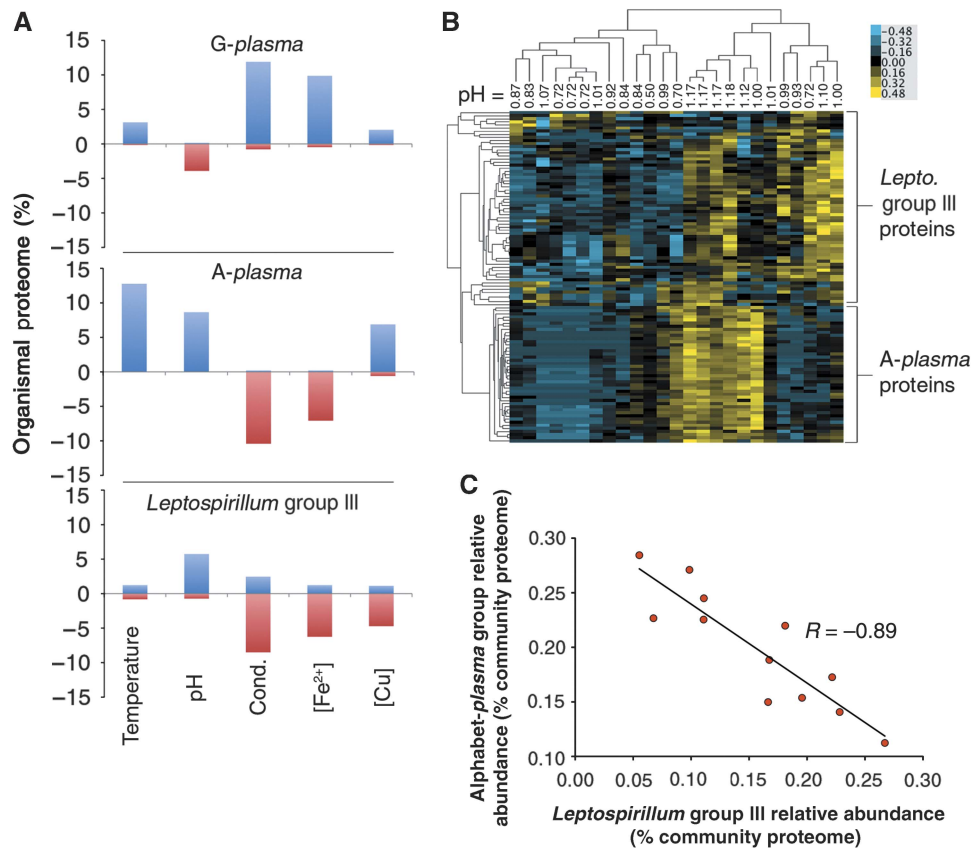 A
Organismal proteome (%)
G-plasma
15
10
5
0
−5
−10
−15
A-plasma
15
10
5
0
−5
−10
−15
Leptospirillum group III
15
10
5
0
−5
−10
−15
Temperature
pH
Cond.
[Fe2+]
[Cu]
B
pH =
0.87
0.83
1.07
0.72
0.72
0.72
1.01
0.92
0.84
0.84
0.50
0.99
0.70
1.17
1.17
1.17
1.18
1.12
1.00
1.01
0.99
0.93
0.72
1.10
1.00
−0.48
−0.32
−0.16
0.00
0.16
0.32
0.48
Lepto.
group III
proteins
A-plasma
proteins
C
Alphabet-plasma group relative
abundance (% community proteome)
0.30
0.25
0.20
0.15
0.10
R = −0.89
0.00
0.05
0.10
0.15
0.20
0.25
0.30
Leptospirillum group III relative abundance
(% community proteome)